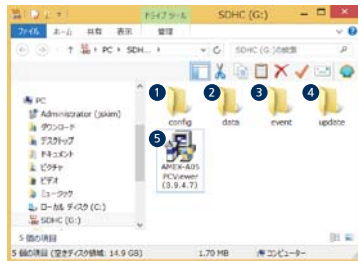 ドライブ ツール
SDHC (G:)
ファイル ホーム 共有 表示 管理
PC ▸ SDH...
SDHC (G:)の検索
PC
Administrator (jskim)
ダウンロード
デスクトップ
ドキュメント
ピクチャ
ビデオ
ミュージック
ローカル ディスク (C:)
SDHC (G:)
1 2 3 4
config data event update
5
AMEX-A05
PCViewer
(3.9.4.7)
5 個の項目
5 個の項目 (空きディスク領域: 14.9 GB) 1.70 MB コンピューター